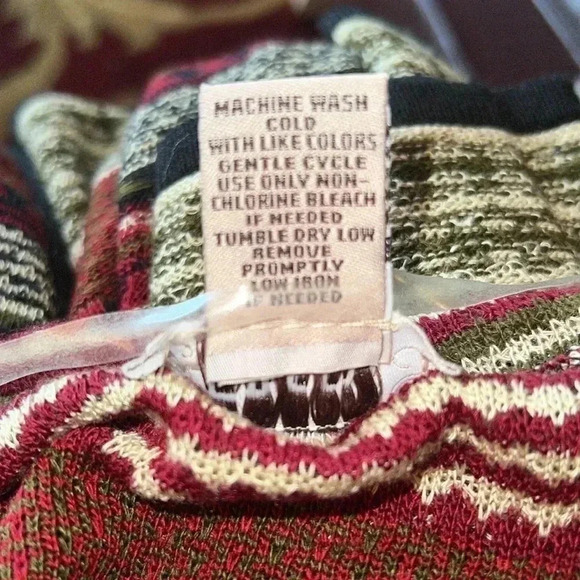 MACHINE WASH
COLD
WITH LIKE COLORS
GENTLE CYCLE
USE ONLY NON-
CHLORINE BLEACH
IF NEEDED
TUMBLE DRY LOW
REMOVE
PROMPTLY
LOW IRON
IF NEEDED